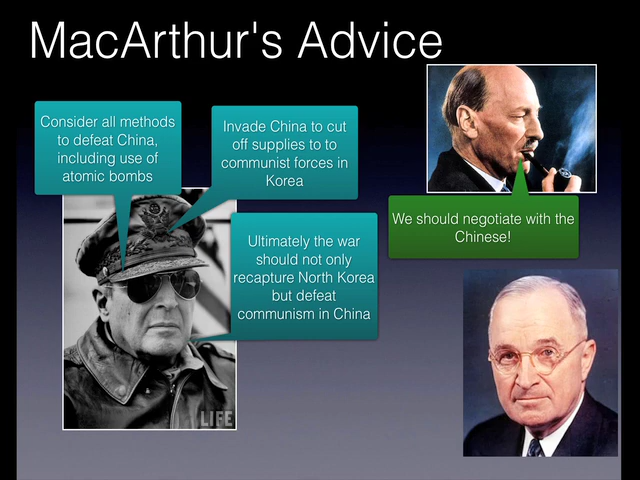 MacArthur's Advice
Consider all methods
to defeat China,
including use of
atomic bombs
Invade China to cut
off supplies to to
communist forces in
Korea
Ultimately the war
should not only
recapture North Korea
but defeat
communism in China
We should negotiate with the
Chinese!
LIFE